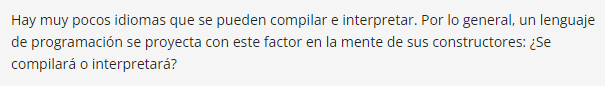 Hay muy pocos idiomas que se pueden compilar e interpretar. Por lo general, un lenguaje
de programación se proyecta con este factor en la mente de sus constructores: ¿Se
compilará o interpretará?